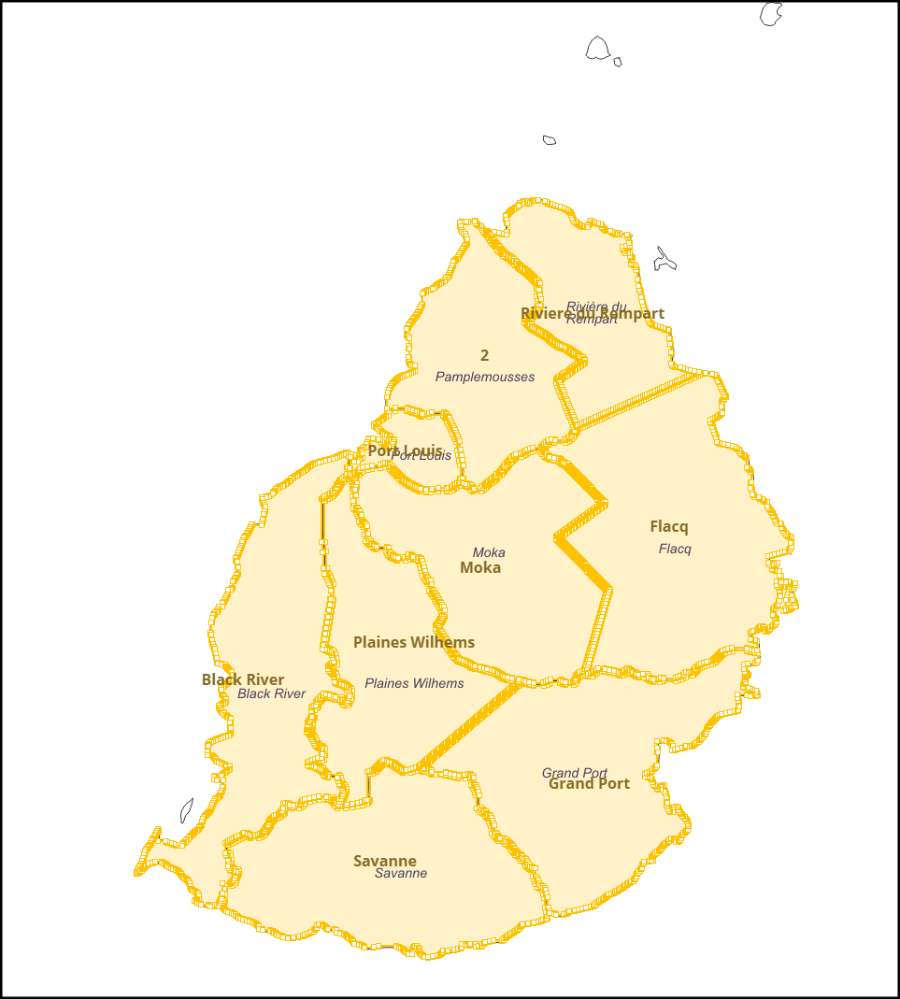 Rivière du
Rempart
Riviere du Rempart
2
Pamplemousses
Port Louis
Port Louis
Flacq
Flacq
Moka
Moka
Plaines Wilhems
Plaines Wilhems
Black River
Black River
Grand Port
Grand Port
Savanne
Savanne